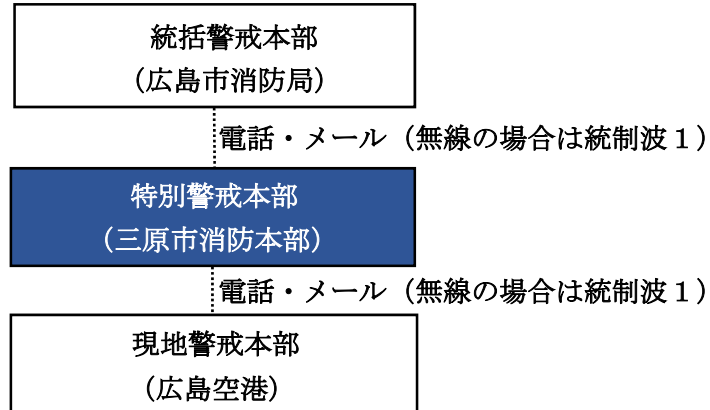 統括警戒本部
（広島市消防局）
電話・メール（無線の場合は統制波１）
特別警戒本部
（三原市消防本部）
電話・メール（無線の場合は統制波１）
現地警戒本部
（広島空港）